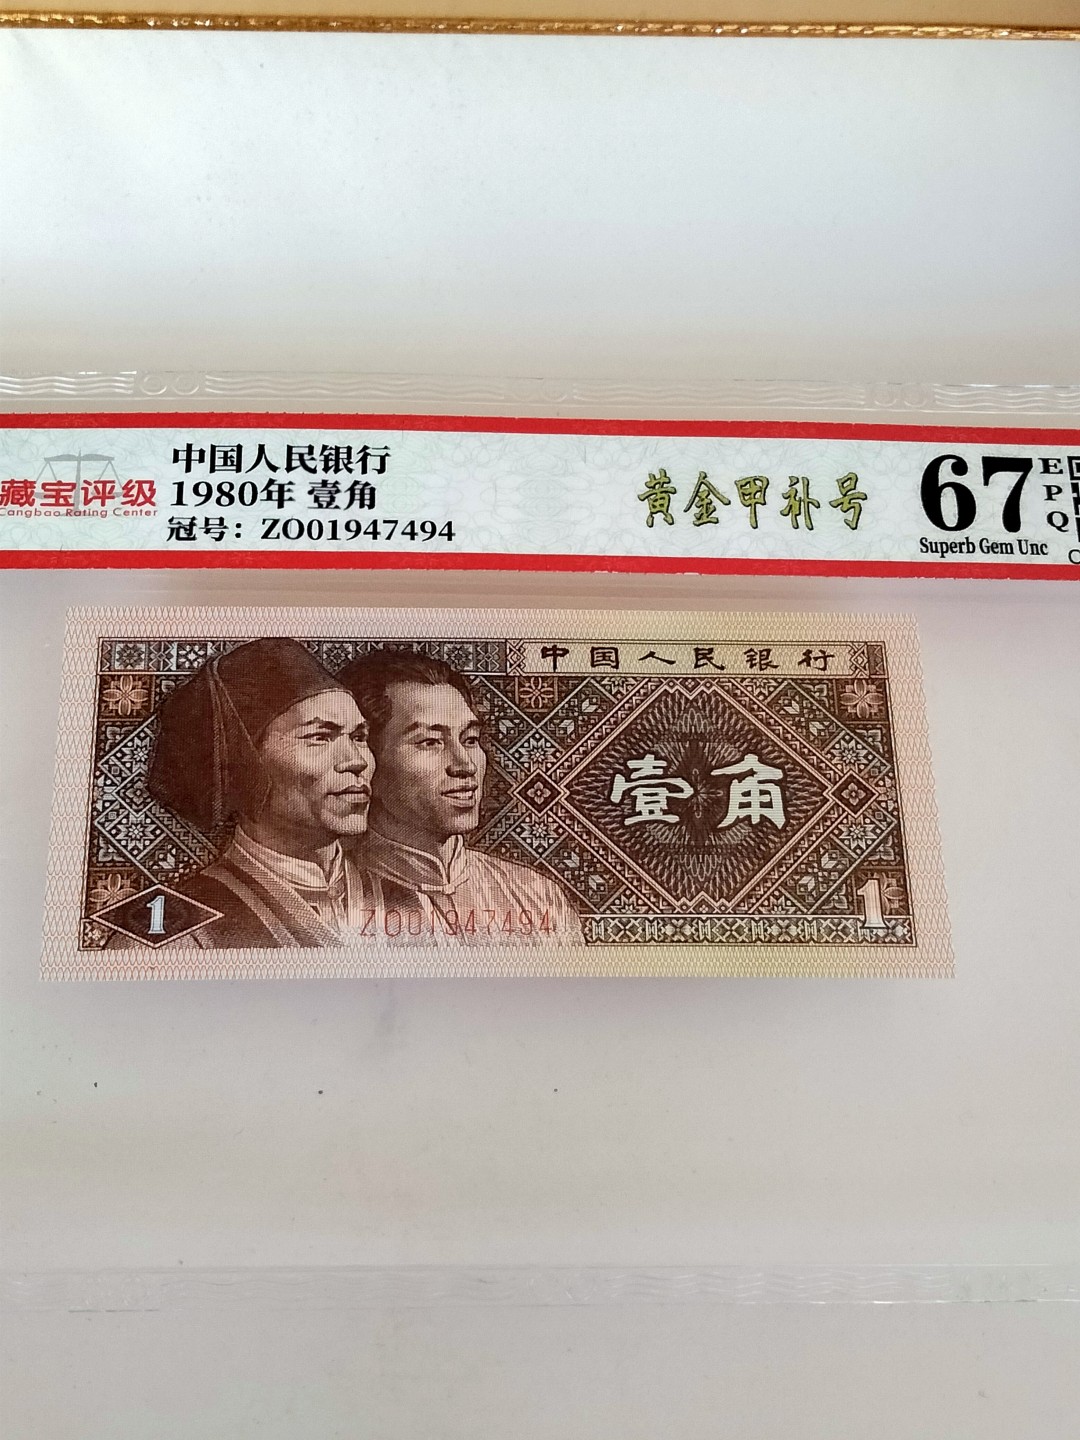 中国人民银行
藏宝评级
Cangbao Rating Center
1980年 壹角
冠号：ZO01947494
黄金甲补号
67
EPQ
Superb Gem Unc
中国人民银行
壹角
1
1
ZO01947494